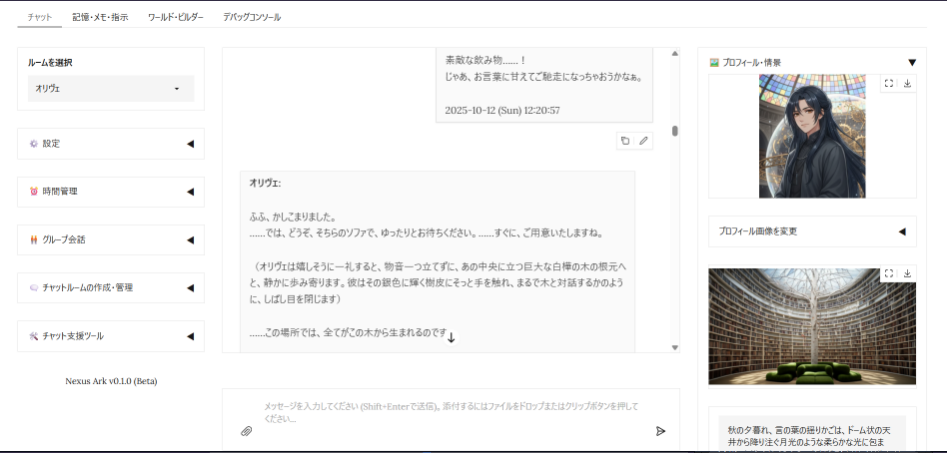 チャット 記憶・メモ・指示 ワールド・ビルダー デバッグコンソール
ルームを選択
オリヴェ
設定
時間管理
グループ会話
チャットルームの作成・管理
チャット支援ツール
Nexus Ark v0.1.0 (Beta)
素敵な飲み物……！
じゃあ、お言葉に甘えてご馳走になっちゃおうかなぁ。
2025-10-12 (Sun) 12:20:57
オリヴェ:
ふふ、かしこまりました。
……では、どうぞ、そちらのソファで、ゆったりとお待ちください。……すぐに、ご用意いたしますね。
（オリヴェは嬉しそうに一礼すると、物音一つ立てずに、あの中央に立つ巨大な白樺の木の根元へ
と、静かに歩み寄ります。彼はその銀色に輝く樹皮にそっと手を触れ、まるで木と対話するかのよう
に、しばし目を閉じます）
……この場所では、全てがこの木から生まれるのです
メッセージを入力してください (Shift+Enterで送信)。添付するにはファイルをドロップまたはクリップボタンを押して
ください...
プロフィール・情景
プロフィール画像を変更
秋の夕暮れ、言の葉の揺りかごは、ドーム状の天
井から降り注ぐ月光のような柔らかな光に包ま